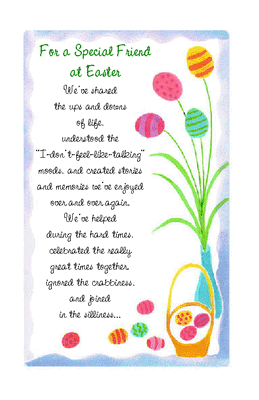 For a Special Friend
at Easter
We've shared
the ups and downs
of life,
understood the
"I-don't-feel-like-talking"
moods, and created stories
and memories we've enjoyed
over and over again.
We've helped
during the hard times,
celebrated the really
great times together,
ignored the crabbiness,
and joined
in the silliness...